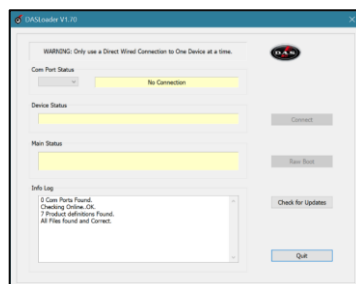 DASLoader V1.70
WARNING: Only use a Direct Wired Connection to One Device at a time.
D.A.S.
Com Port Status
No Connection
Device Status
Connect
Main Status
Raw Boot
Info Log
0 Com Ports Found.
Checking Online..OK.
7 Product definitions Found.
All Files found and Correct.
Check for Updates
Quit